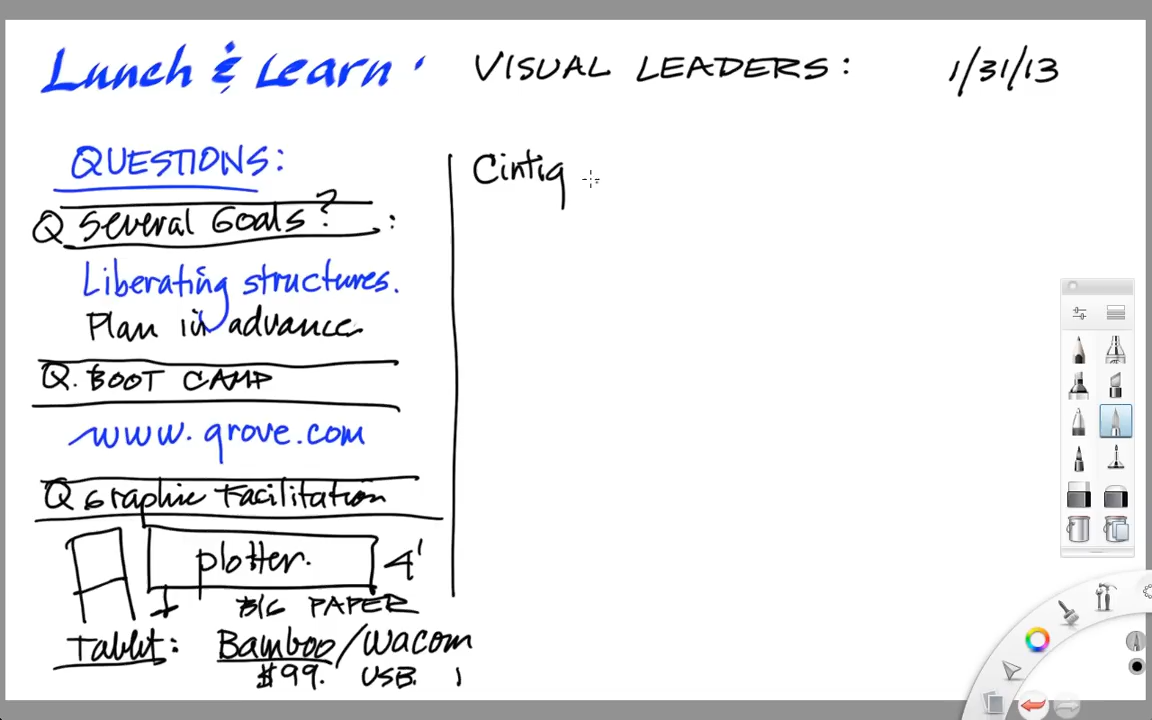 Lunch & Learn · VISUAL LEADERS: 1/31/13
QUESTIONS:
Q Several Goals? :
Liberating structures.
Plan in advance
Q. BOOT CAMP
www.grove.com
Q Graphic Facilitation
plotter. 4'
BIG PAPER
Tablet: Bamboo/Wacom
$99. USB. 1
Cintiq